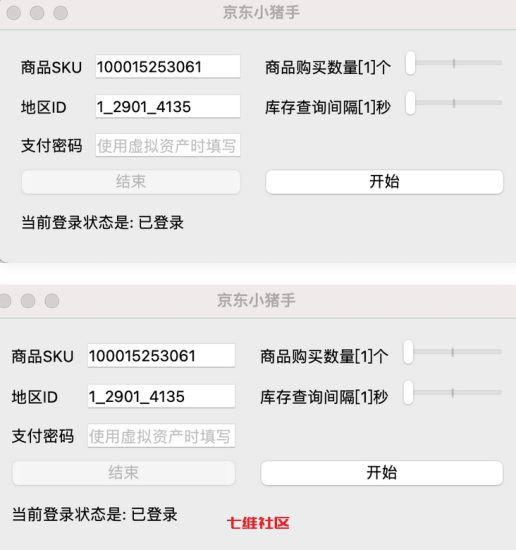 京东小猪手
商品SKU 100015253061 商品购买数量[1]个
地区ID 1_2901_4135 库存查询间隔[1]秒
支付密码 使用虚拟资产时填写
结束 开始
当前登录状态是: 已登录
京东小猪手
商品SKU 100015253061 商品购买数量[1]个
地区ID 1_2901_4135 库存查询间隔[1]秒
支付密码 使用虚拟资产时填写
结束 开始
当前登录状态是: 已登录
七维社区